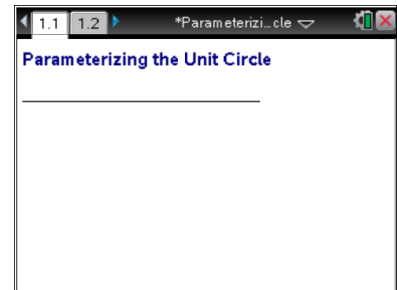 1.1 1.2 *Parameterizi...cle
Parameterizing the Unit Circle